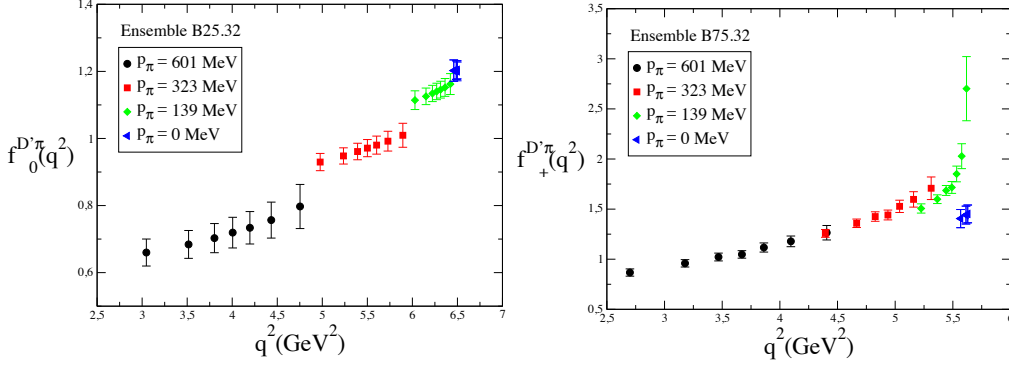 1,4
1,2
1
0,8
0,6
f₀^{D'π}(q²)
Ensemble B25.32
p_π = 601 MeV
p_π = 323 MeV
p_π = 139 MeV
p_π = 0 MeV
2,5 3 3,5 4 4,5 5 5,5 6 6,5 7
q²(GeV²)
3,5
3
2,5
2
1,5
1
0,5
f₊^{D'π}(q²)
Ensemble B75.32
p_π = 601 MeV
p_π = 323 MeV
p_π = 139 MeV
p_π = 0 MeV
2,5 3 3,5 4 4,5 5 5,5 6
q²(GeV²)